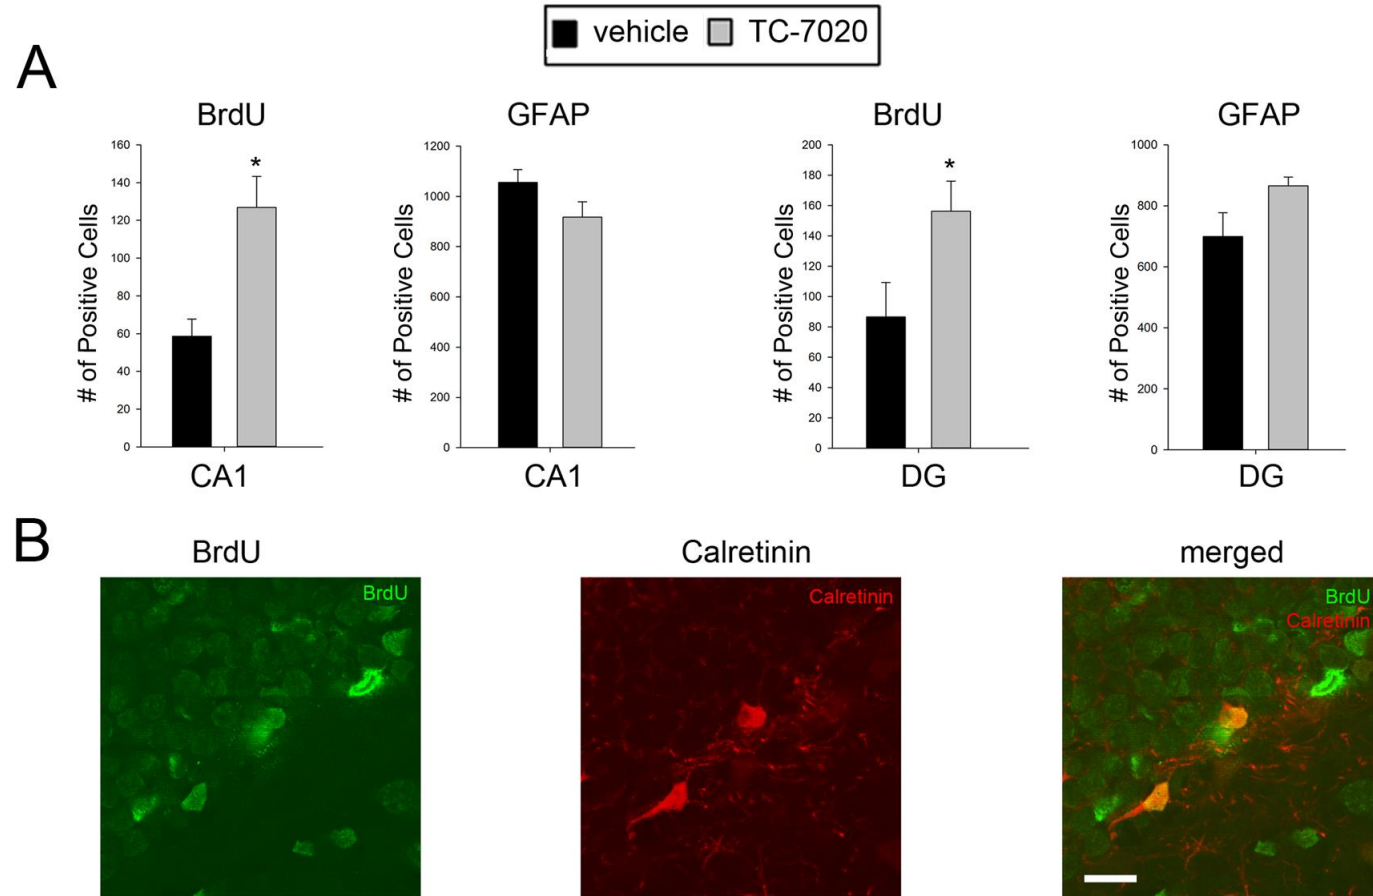 vehicle TC-7020
A
BrdU GFAP BrdU GFAP
# of Positive Cells
160
140
120
100
80
60
40
20
0
CA1
# of Positive Cells
1200
1000
800
600
400
200
0
CA1
# of Positive Cells
200
180
160
140
120
100
80
60
40
20
0
DG
# of Positive Cells
1000
800
600
400
200
0
DG
*
*
B
BrdU Calretinin merged
BrdU
Calretinin
BrdU
Calretinin